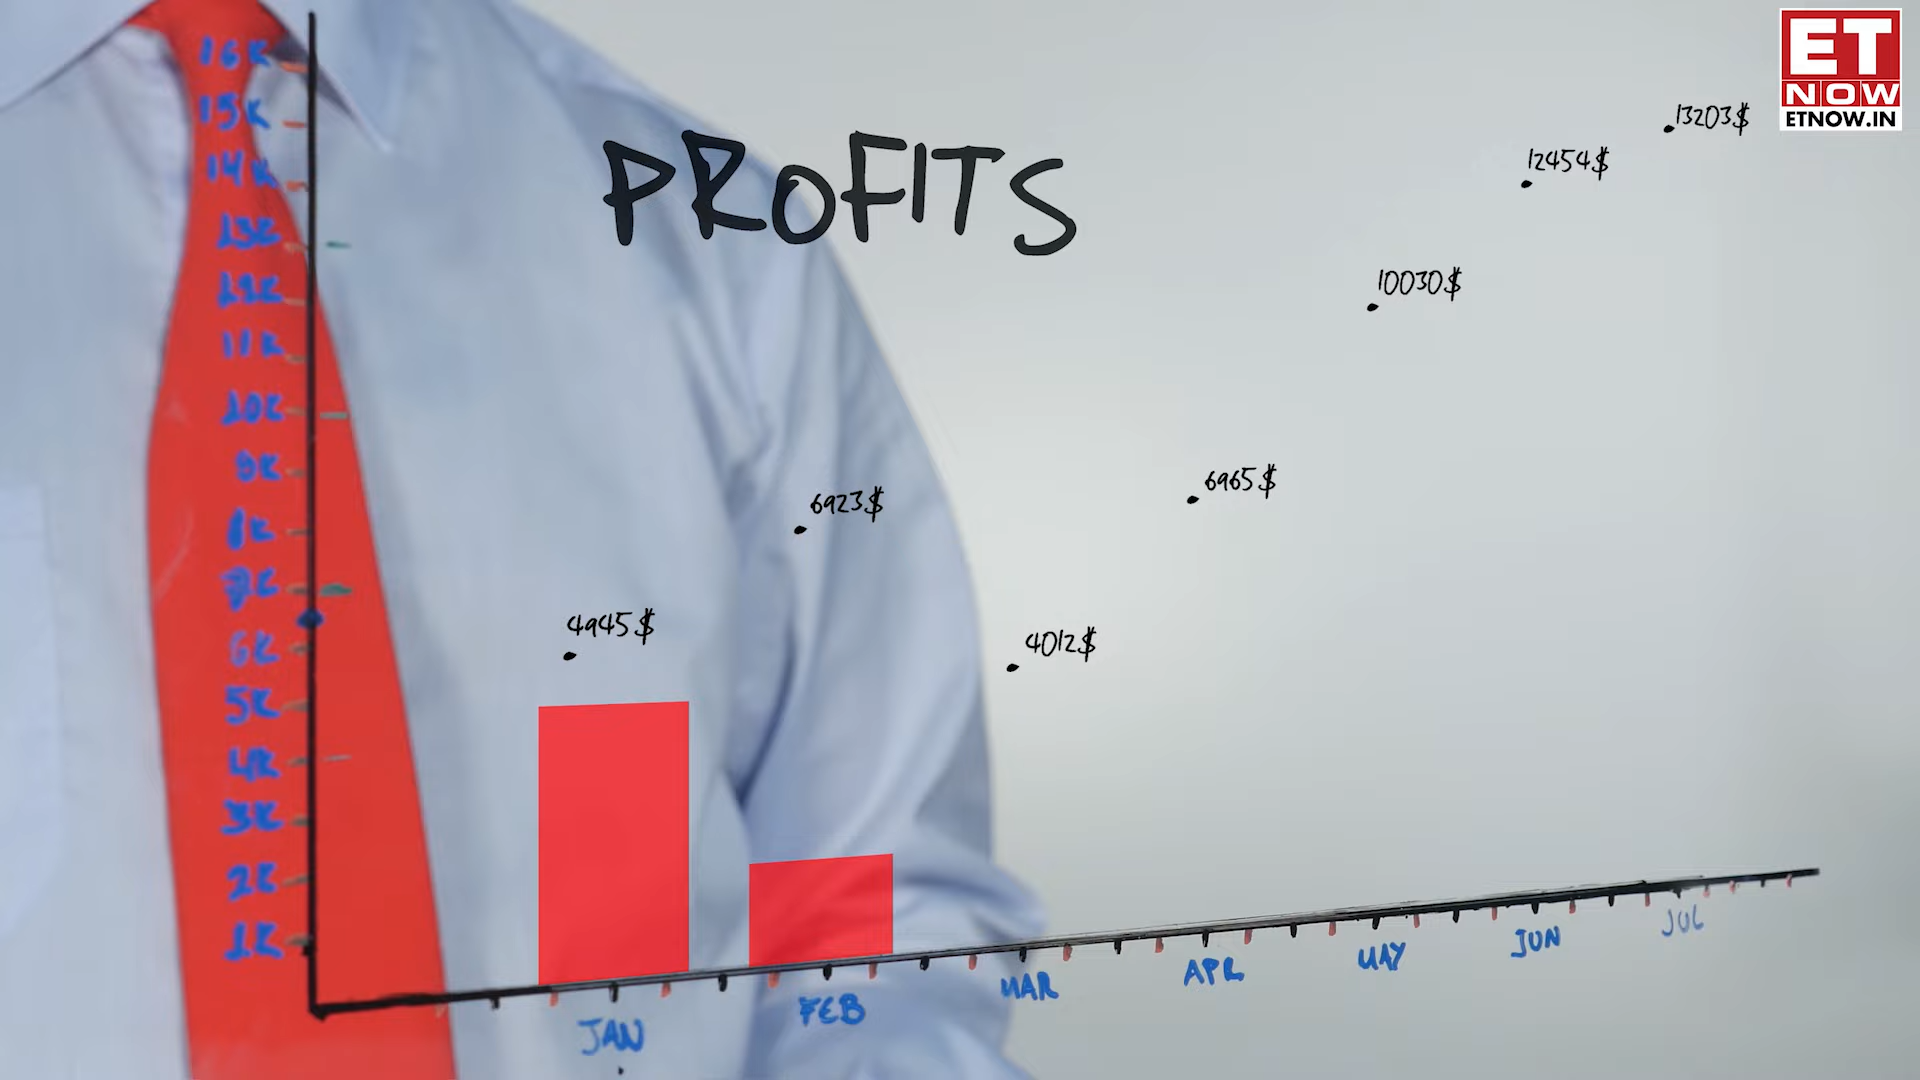 ET
NOW
ETNOW.IN
PROFITS
16K
15K
14K
13K
12K
11K
10K
9K
8K
7K
6K
5K
4K
3K
2K
1K
4945$
6923$
4012$
6965$
10030$
12454$
13203$
JAN
FEB
MAR
APR
MAY
JUN
JUL